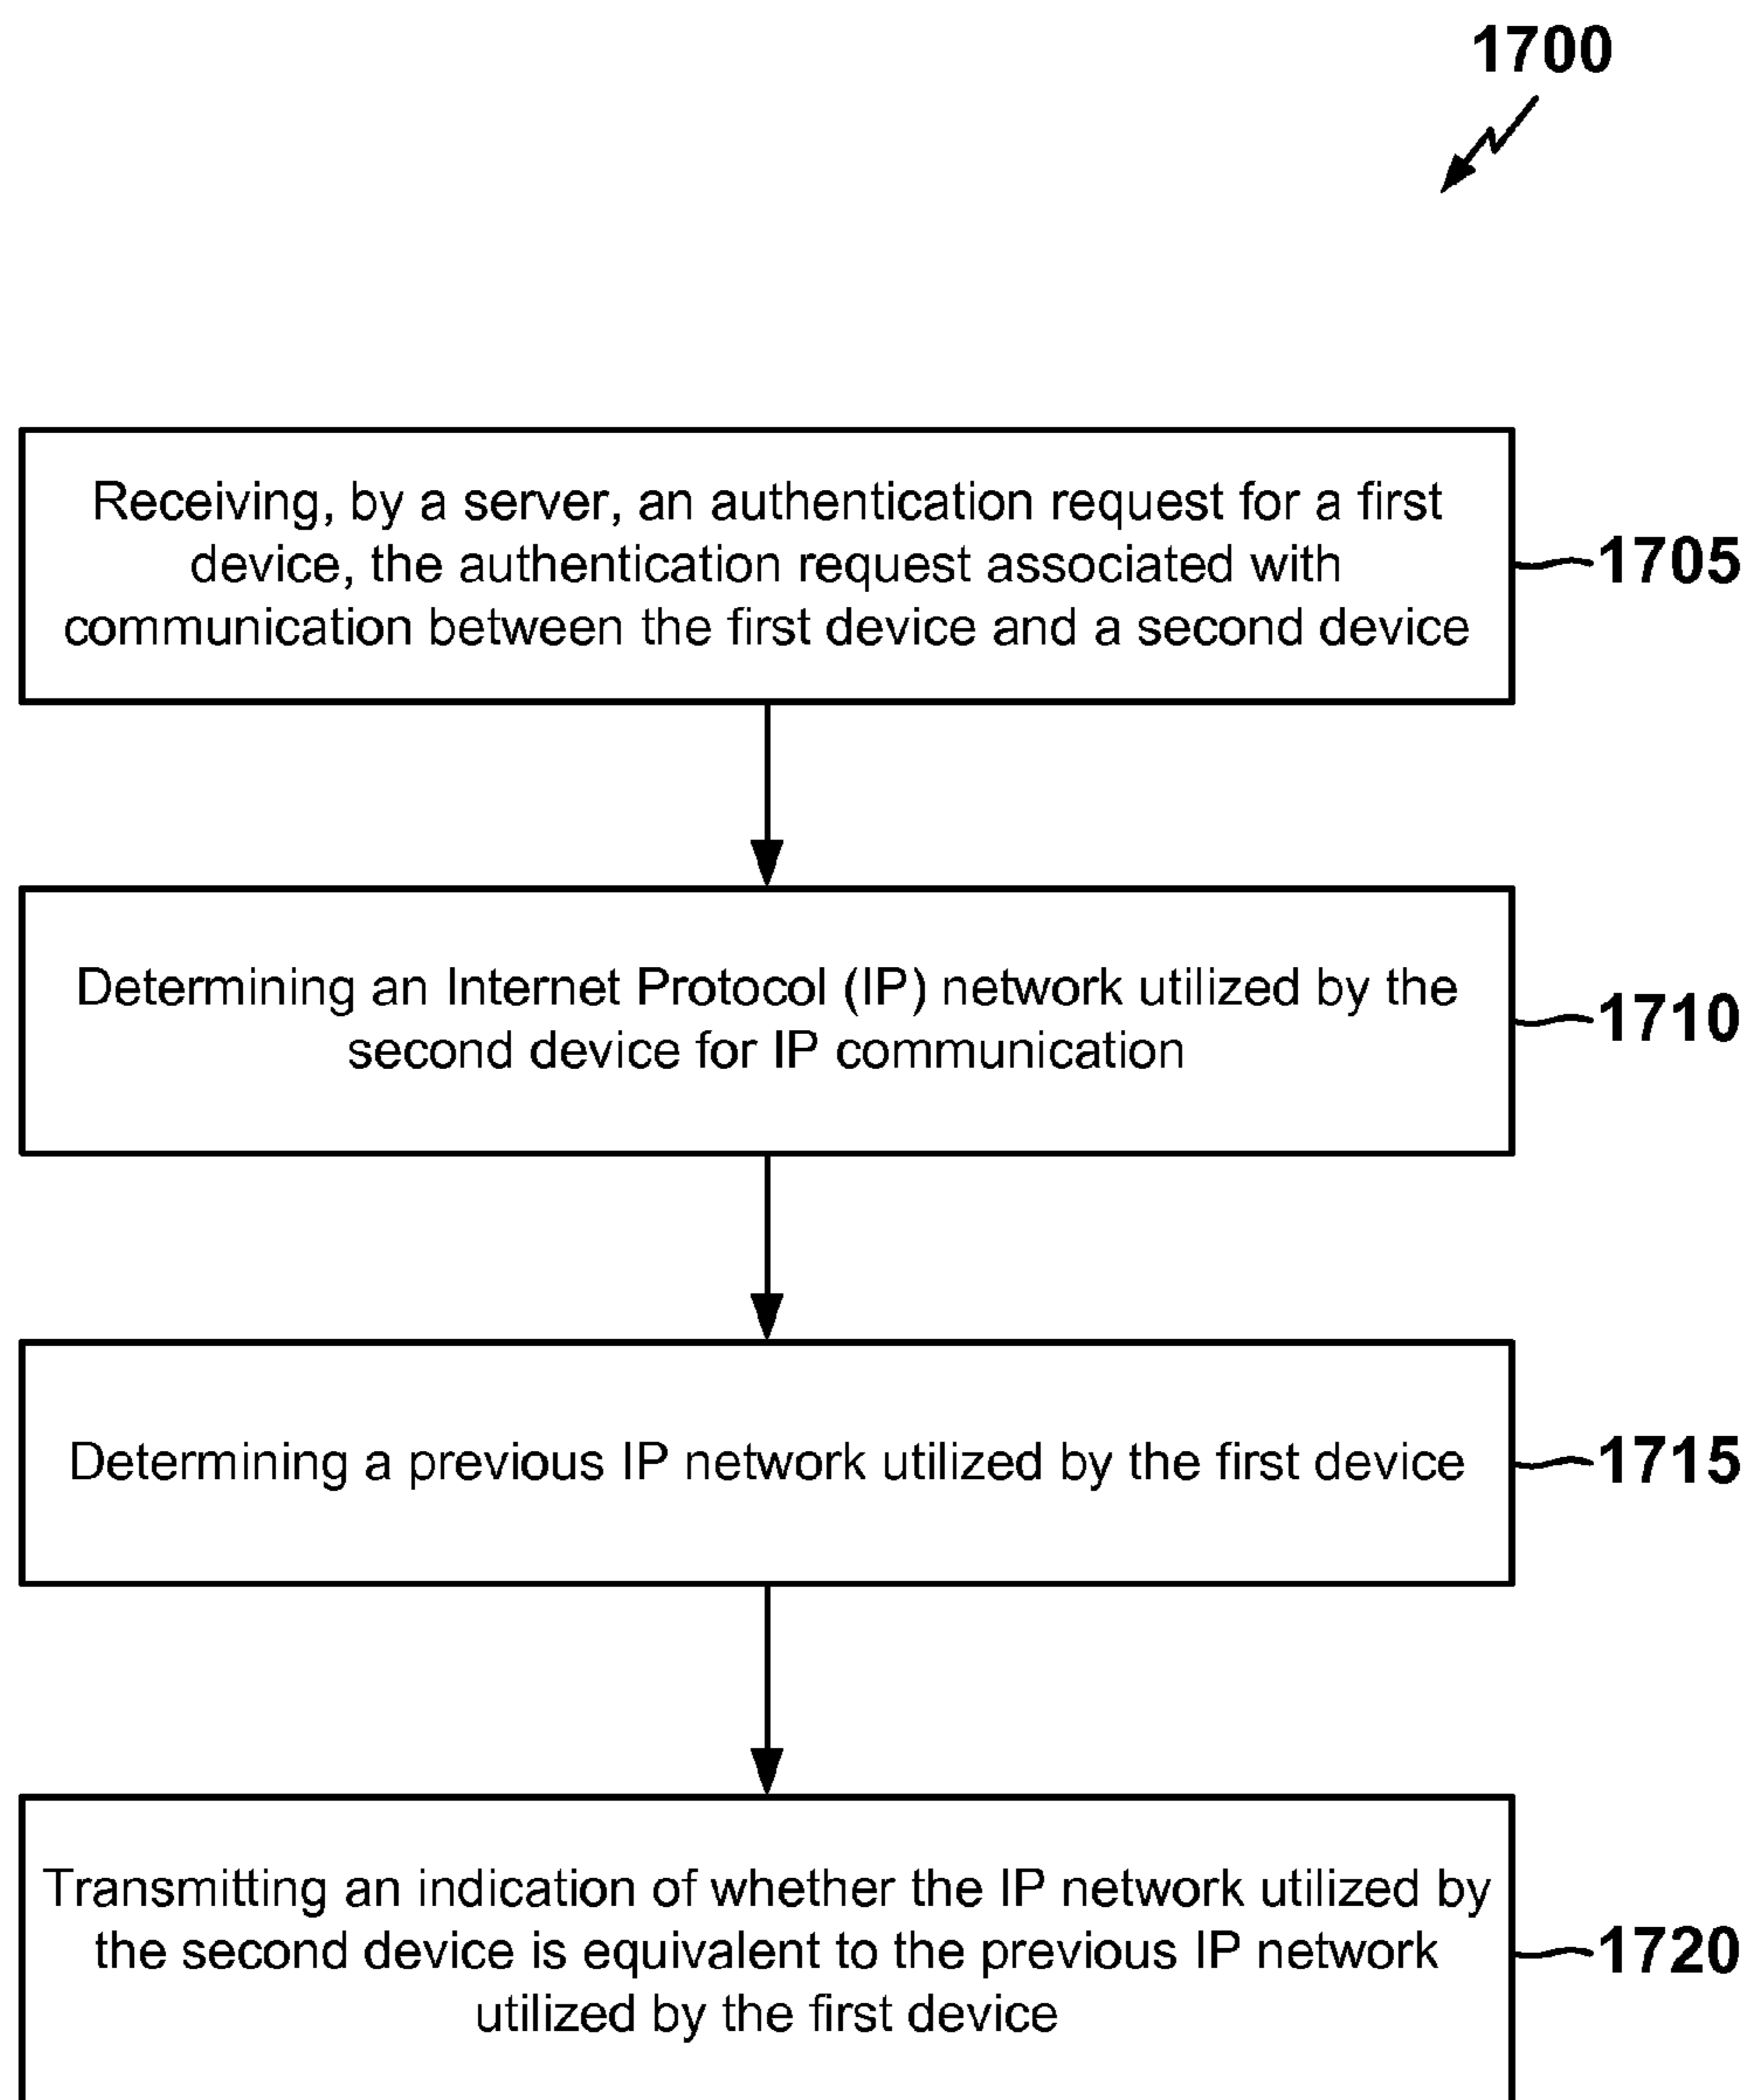 1700
Receiving, by a server, an authentication request for a first
device, the authentication request associated with
communication between the first device and a second device
1705
Determining an Internet Protocol (IP) network utilized by the
second device for IP communication
1710
Determining a previous IP network utilized by the first device
1715
Transmitting an indication of whether the IP network utilized by
the second device is equivalent to the previous IP network
utilized by the first device
1720